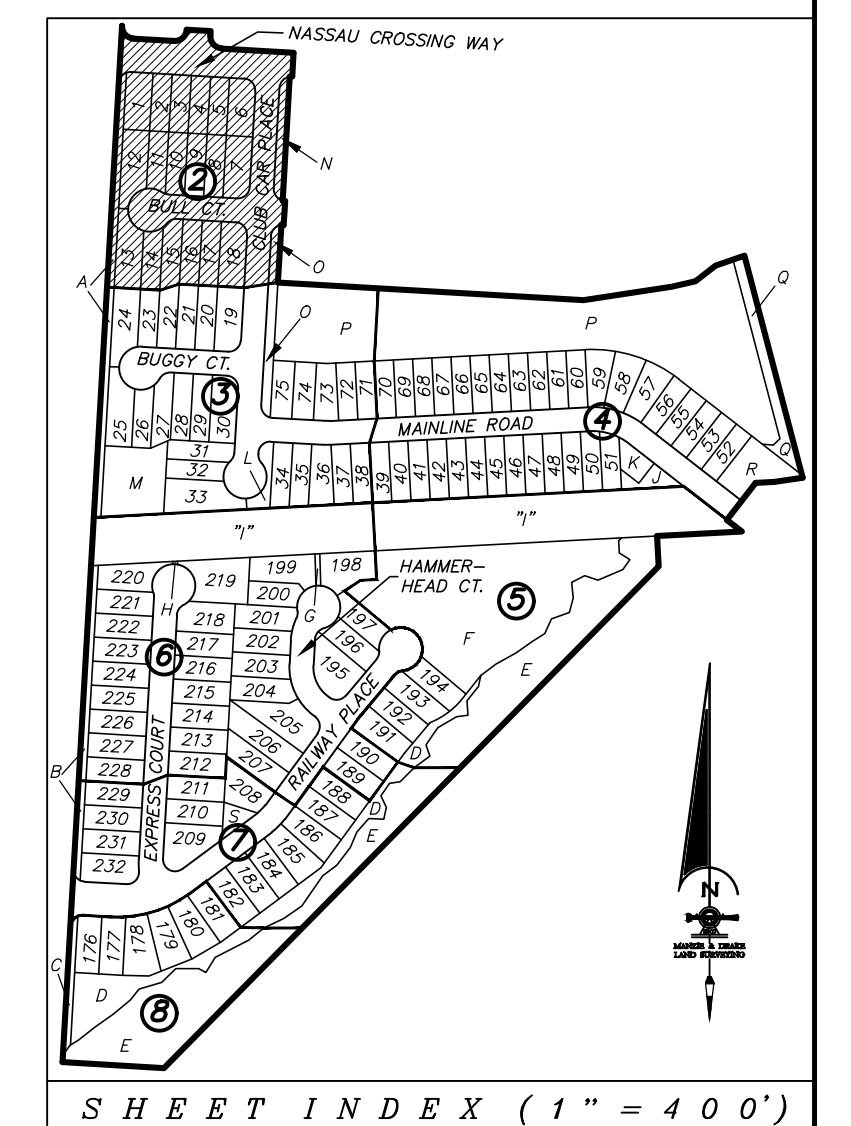 NASSAU CROSSING WAY
1 2 3 4 5 6
CLUB CAR PLACE
N
12 11 10 9 8 7
2
BULL CT.
13 14 15 16 17 18
O
A
Q
24 23 22 21 20 19
O
P
P
BUGGY CT.
3
75 74 73 72 71 70 69 68 67 66 65 64 63 62 61 60 59 58 57 56 55 54 53 52
25 26 27 28 29 30
MAINLINE ROAD
4
Q
31
32
33
M
L
34 35 36 37 38 39 40 41 42 43 44 45 46 47 48 49 50 51
K
J
R
"I"
"I"
220
219
199
198
HAMMER-
HEAD CT.
200
5
221
H
G
222
218
201
197
223
6
217
202
196
F
E
224
216
203
195
194
225
215
204
193
226
214
205
192
227
213
206
191
D
228
212
207
190
B
EXPRESS COURT
RAILWAY PLACE
229
211
208
189
230
210
S
188
D
231
209
7
187
E
232
186
185
184
183
182
181
180
179
178
177
176
C
D
8
E
N
MANZIE & DRAKE
LAND SURVEYING
SHEET INDEX (1" = 400')